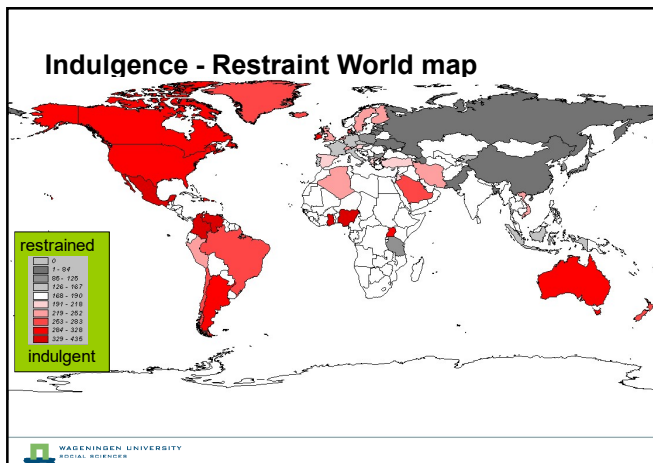 Indulgence - Restraint World map
restrained
0
1 - 84
85 - 125
126 - 167
168 - 190
191 - 218
219 - 252
253 - 283
284 - 328
329 - 435
indulgent
WAGENINGEN UNIVERSITY
SOCIAL SCIENCES